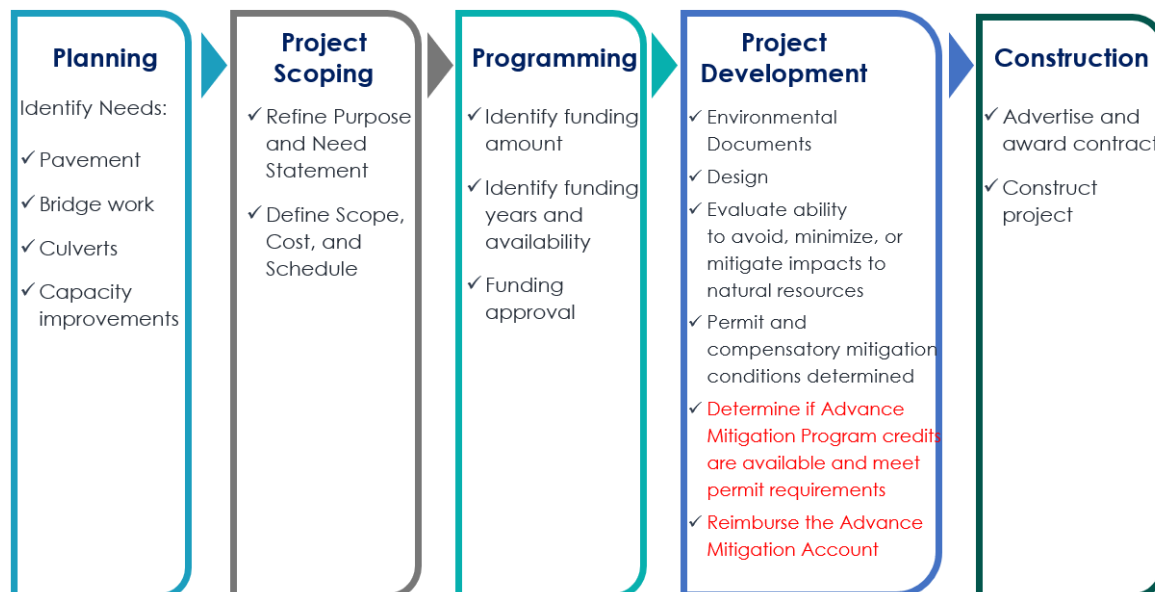 Planning
Identify Needs:
✓ Pavement
✓ Bridge work
✓ Culverts
✓ Capacity
improvements
Project
Scoping
✓ Refine Purpose
and Need
Statement
✓ Define Scope,
Cost, and
Schedule
Programming
✓ Identify funding
amount
✓ Identify funding
years and
availability
✓ Funding
approval
Project
Development
✓ Environmental
Documents
✓ Design
✓ Evaluate ability
to avoid, minimize, or
mitigate impacts to
natural resources
✓ Permit and
compensatory mitigation
conditions determined
✓ Determine if Advance
Mitigation Program credits
are available and meet
permit requirements
✓ Reimburse the Advance
Mitigation Account
Construction
✓ Advertise and
award contract
✓ Construct
project